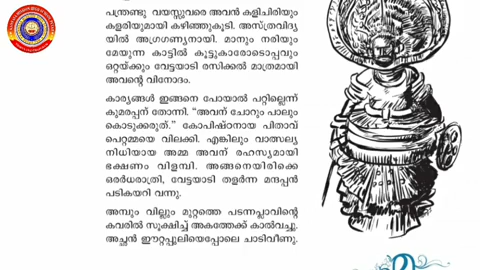 പന്ത്രണ്ടു വയസ്സുവരെ അവൻ കളിചിരിയും
കളരിയുമായി കഴിഞ്ഞുകൂടി. അസ്ത്രവിദ്യ
യിൽ അഗ്രഗണ്യനായി. മാനും നരിയും
മേയുന്ന കാട്ടിൽ കൂട്ടുകാരോടൊപ്പവും
ഒറ്റയ്ക്കും വേട്ടയാടി രസിക്കൽ മാത്രമായി
അവന്റെ വിനോദം.
കാര്യങ്ങൾ ഇങ്ങനെ പോയാൽ പറ്റില്ലെന്ന്
കുമരപ്പന് തോന്നി. “അവന് ചോറും പാലും
കൊടുക്കരുത്.” കോപിഷ്ഠനായ പിതാവ്
പെറ്റമ്മയെ വിലക്കി. എങ്കിലും വാത്സല്യ
നിധിയായ അമ്മ അവന് രഹസ്യമായി
ഭക്ഷണം വിളമ്പി. അങ്ങനെയിരിക്കെ
ഒരർധരാത്രി, വേട്ടയാടി തളർന്ന മന്ദപ്പൻ
പടികയറി വന്നു.
അമ്പും വില്ലും മുറ്റത്തെ പടന്നപ്ലാവിന്റെ
കവരിൽ സൂക്ഷിച്ച് അകത്തേക്ക് കാൽവച്ചു.
അച്ഛൻ ഈറ്റപ്പുലിയെപ്പോലെ ചാടിവീണു.